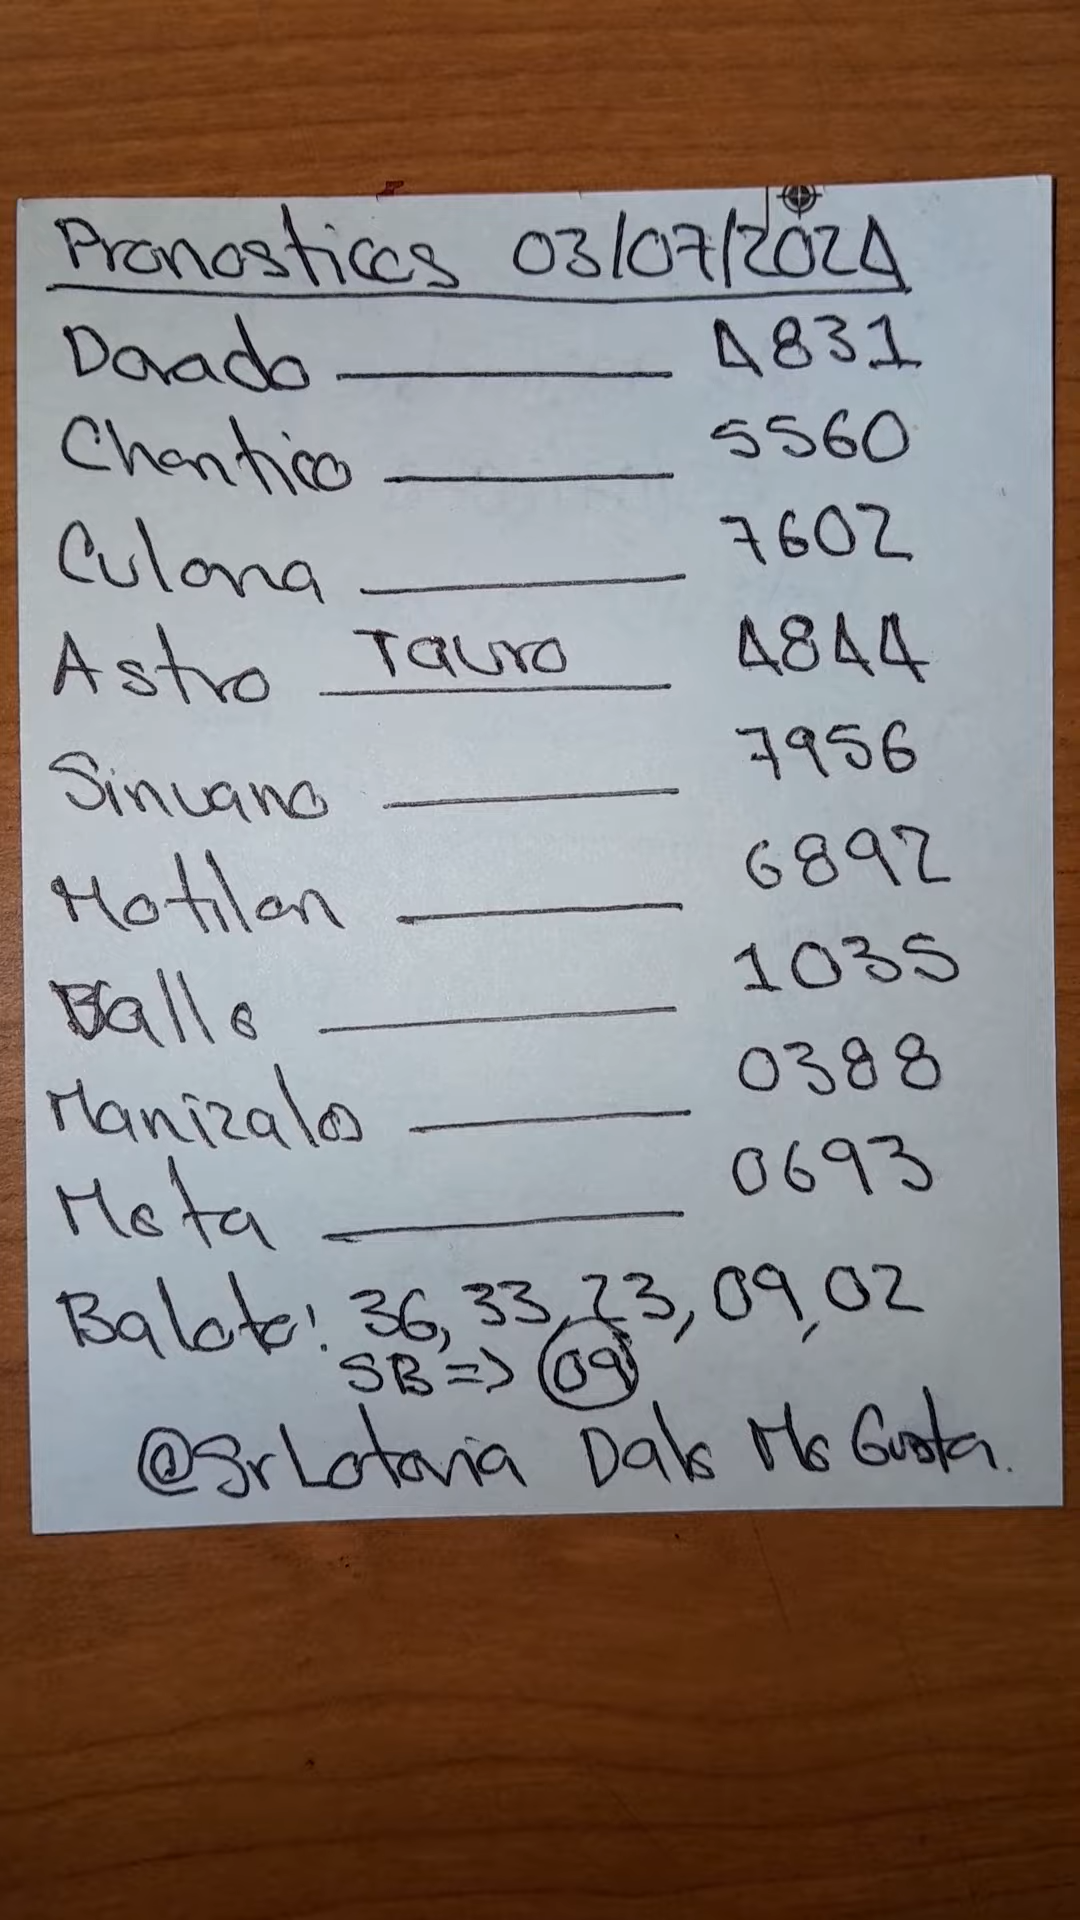 Pronosticos 03/07/2024
Dorado 4831
Chontico 5560
Culona 7602
Astro Tauro 4844
Sinuano 7956
Motilon 6892
Valle 1035
Manizales 0388
Meta 0693
Baloto: 36, 33, 23, 09, 02
SB => 09
@SrLoteria Dale Me Gusta.